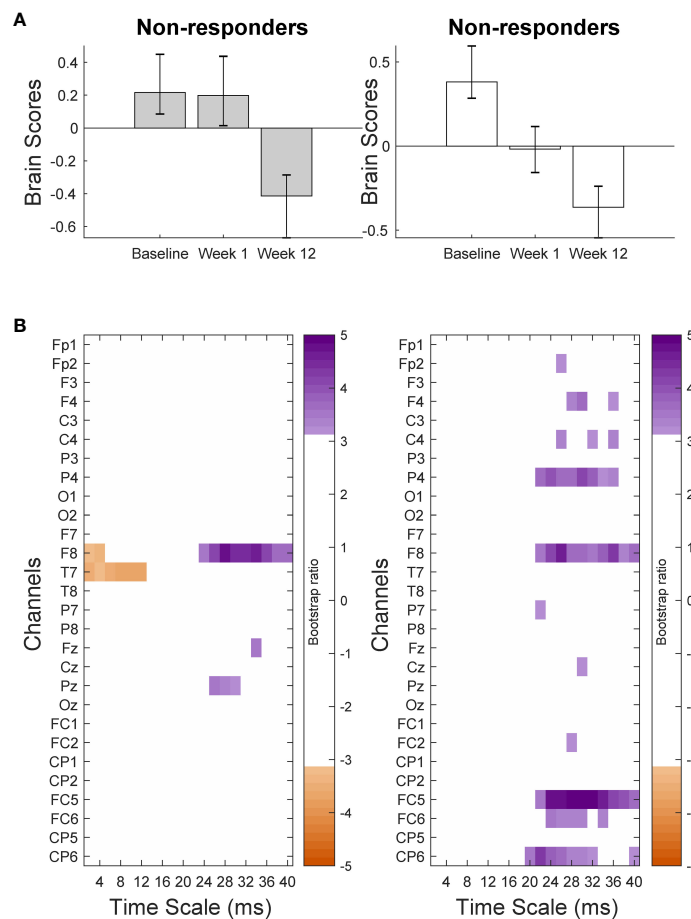 A
Non-responders
Non-responders
Brain Scores
0.4
0.2
0
-0.2
-0.4
-0.6
Baseline Week 1 Week 12
Brain Scores
0.5
0
-0.5
Baseline Week 1 Week 12
B
Channels
Fp1
Fp2
F3
F4
C3
C4
P3
P4
O1
O2
F7
F8
T7
T8
P7
P8
Fz
Cz
Pz
Oz
FC1
FC2
CP1
CP2
FC5
FC6
CP5
CP6
4 8 12 16 20 24 28 32 36 40
Time Scale (ms)
5
4
3
2
1
0
-1
-2
-3
-4
-5
Bootstrap ratio
Channels
Fp1
Fp2
F3
F4
C3
C4
P3
P4
O1
O2
F7
F8
T7
T8
P7
P8
Fz
Cz
Pz
Oz
FC1
FC2
CP1
CP2
FC5
FC6
CP5
CP6
4 8 12 16 20 24 28 32 36 40
Time Scale (ms)
Bootstrap ratio
5
4
3
2
1
0